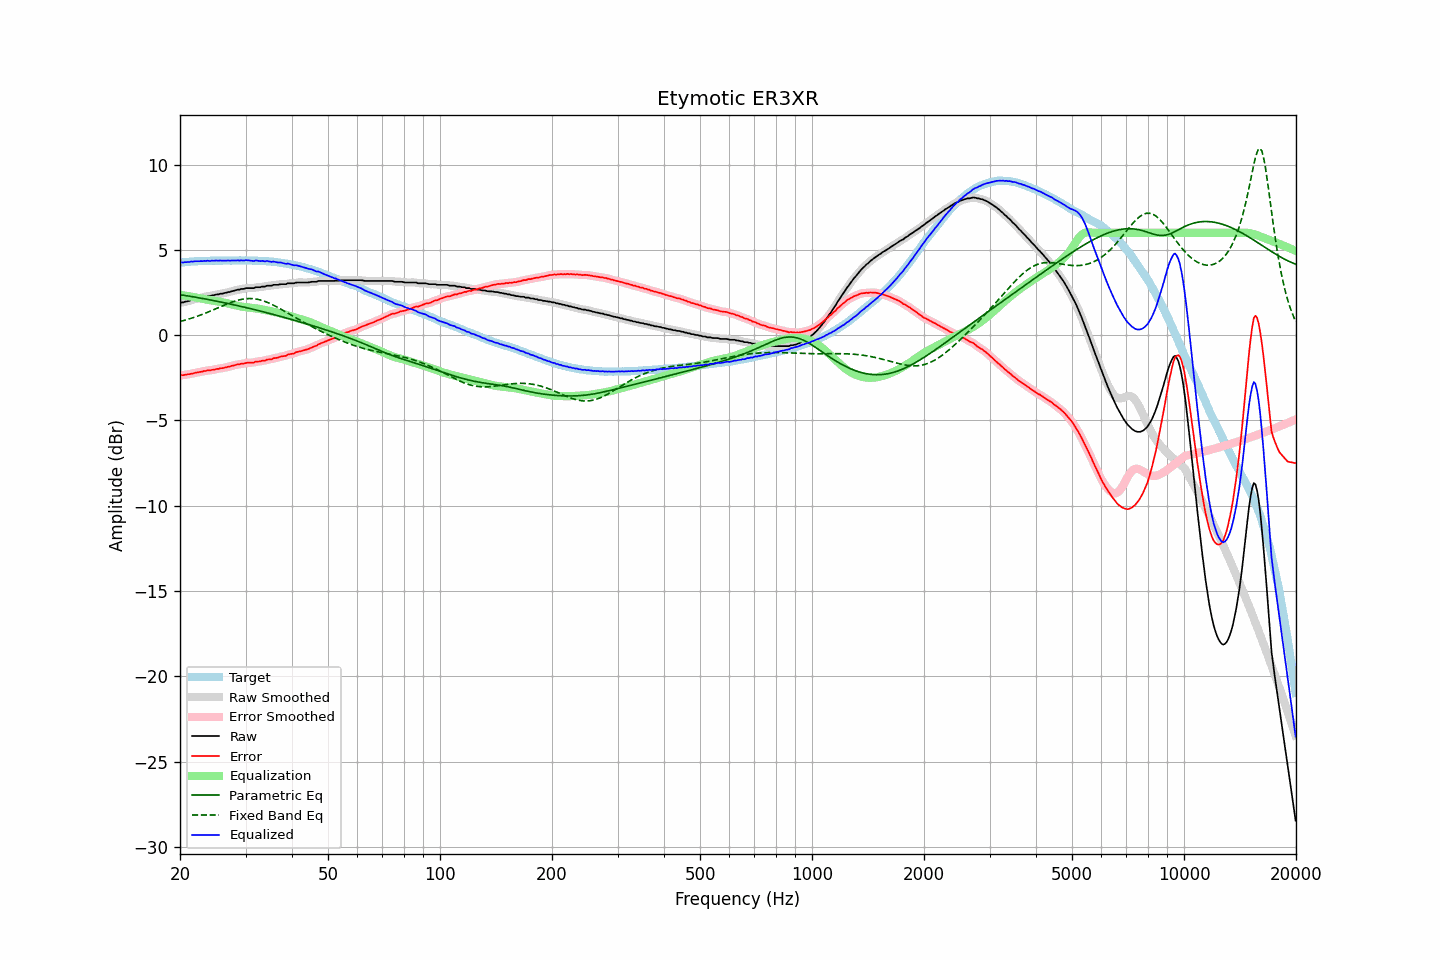 Etymotic ER3XR
Amplitude (dBr)
10
5
0
−5
−10
−15
−20
−25
−30
Target
Raw Smoothed
Error Smoothed
Raw
Error
Equalization
Parametric Eq
Fixed Band Eq
Equalized
20 50 100 200 500 1000 2000 5000 10000 20000
Frequency (Hz)